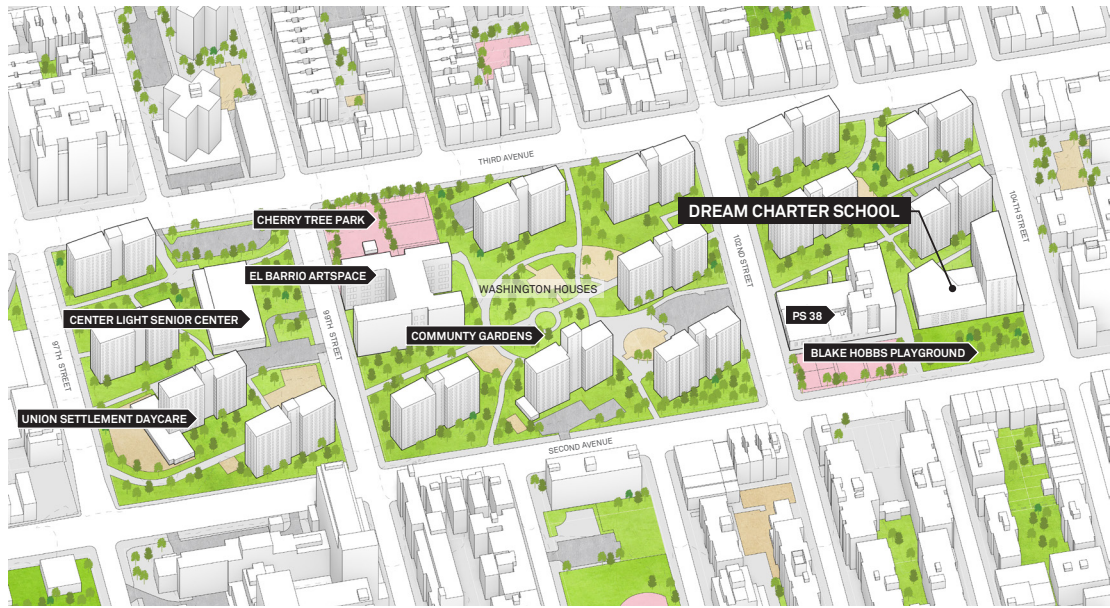 THIRD AVENUE
104TH STREET
DREAM CHARTER SCHOOL
CHERRY TREE PARK
102ND STREET
EL BARRIO ARTSPACE
WASHINGTON HOUSES
CENTER LIGHT SENIOR CENTER
99TH STREET
PS 38
COMMUNTY GARDENS
BLAKE HOBBS PLAYGROUND
97TH STREET
UNION SETTLEMENT DAYCARE
SECOND AVENUE